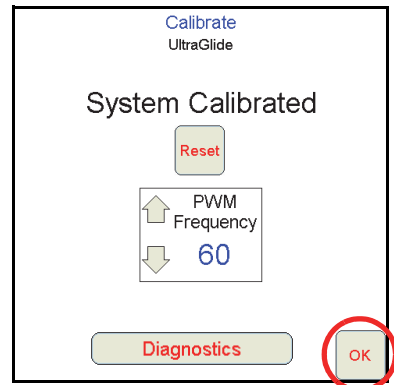 Calibrate
UltraGlide
System Calibrated
Reset
PWM
Frequency
60
Diagnostics
OK